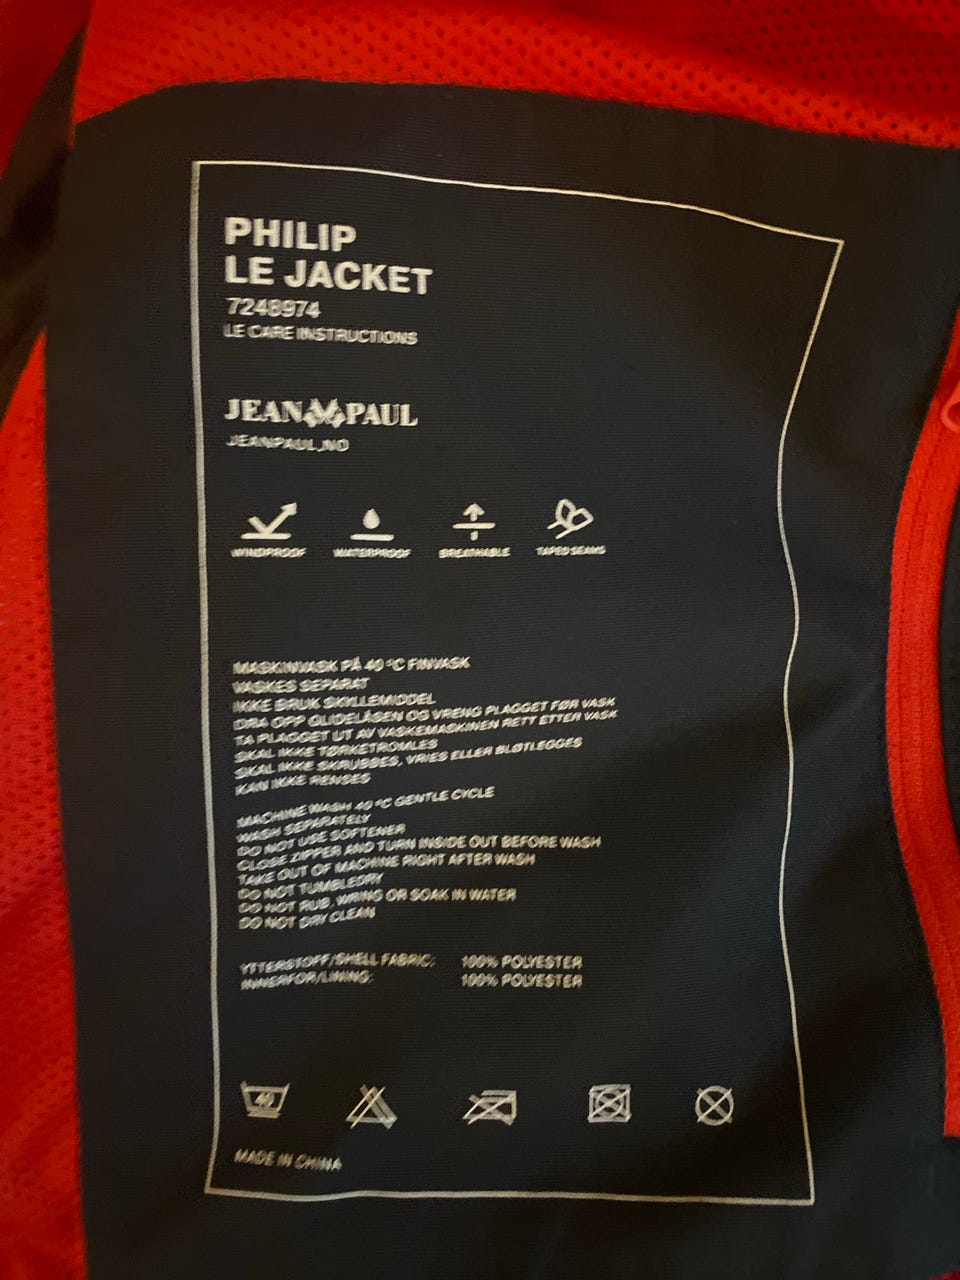 PHILIP
LE JACKET
7248974
LE CARE INSTRUCTIONS
JEAN PAUL
JEANPAUL.NO
WINDPROOF WATERPROOF BREATHABLE TAPED SEAMS
MASKINVASK PÅ 40 °C FINVASK
VASKES SEPARAT
IKKE BRUK SKYLLEMIDDEL
DRA OPP GLIDELÅSEN OG VRENG PLAGGET FØR VASK
TA PLAGGET UT AV VASKEMASKINEN RETT ETTER VASK
SKAL IKKE TØRKETROMLES
SKAL IKKE SKRUBBES, VRIES ELLER BLØTLEGGES
KAN IKKE RENSES
MACHINE WASH 40 °C GENTLE CYCLE
WASH SEPARATELY
DO NOT USE SOFTENER
CLOSE ZIPPER AND TURN INSIDE OUT BEFORE WASH
TAKE OUT OF MACHINE RIGHT AFTER WASH
DO NOT TUMBLEDRY
DO NOT RUB, WRING OR SOAK IN WATER
DO NOT DRY CLEAN
YTTERSTOFF/SHELL FABRIC: 100% POLYESTER
INNERFOR/LINING: 100% POLYESTER
40
MADE IN CHINA